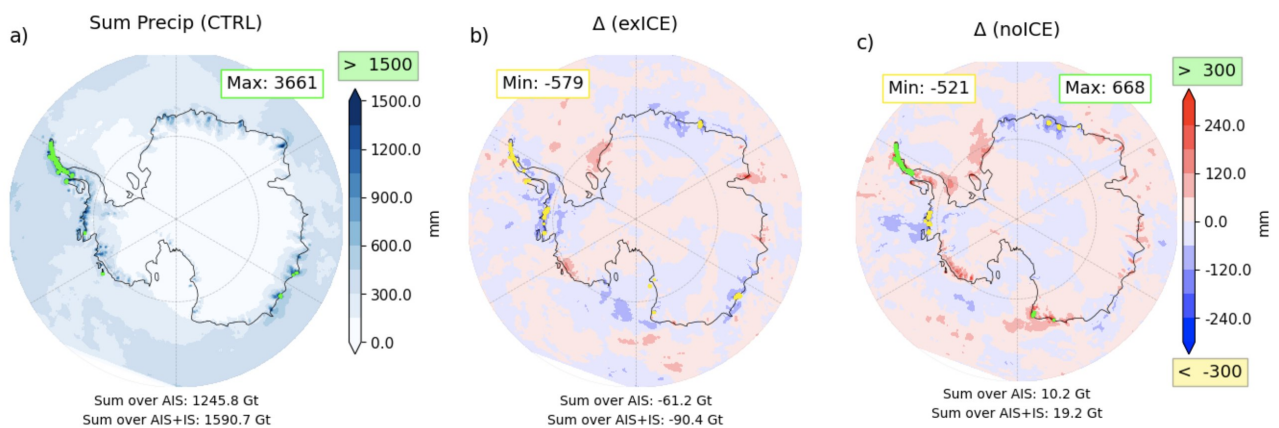 a)
Sum Precip (CTRL)
Max: 3661
> 1500
1500.0
1200.0
900.0
600.0
300.0
0.0
mm
Sum over AIS: 1245.8 Gt
Sum over AIS+IS: 1590.7 Gt
b)
Δ (exICE)
Min: -579
Sum over AIS: -61.2 Gt
Sum over AIS+IS: -90.4 Gt
c)
Δ (noICE)
Min: -521
Max: 668
> 300
240.0
120.0
0.0
-120.0
-240.0
mm
< -300
Sum over AIS: 10.2 Gt
Sum over AIS+IS: 19.2 Gt